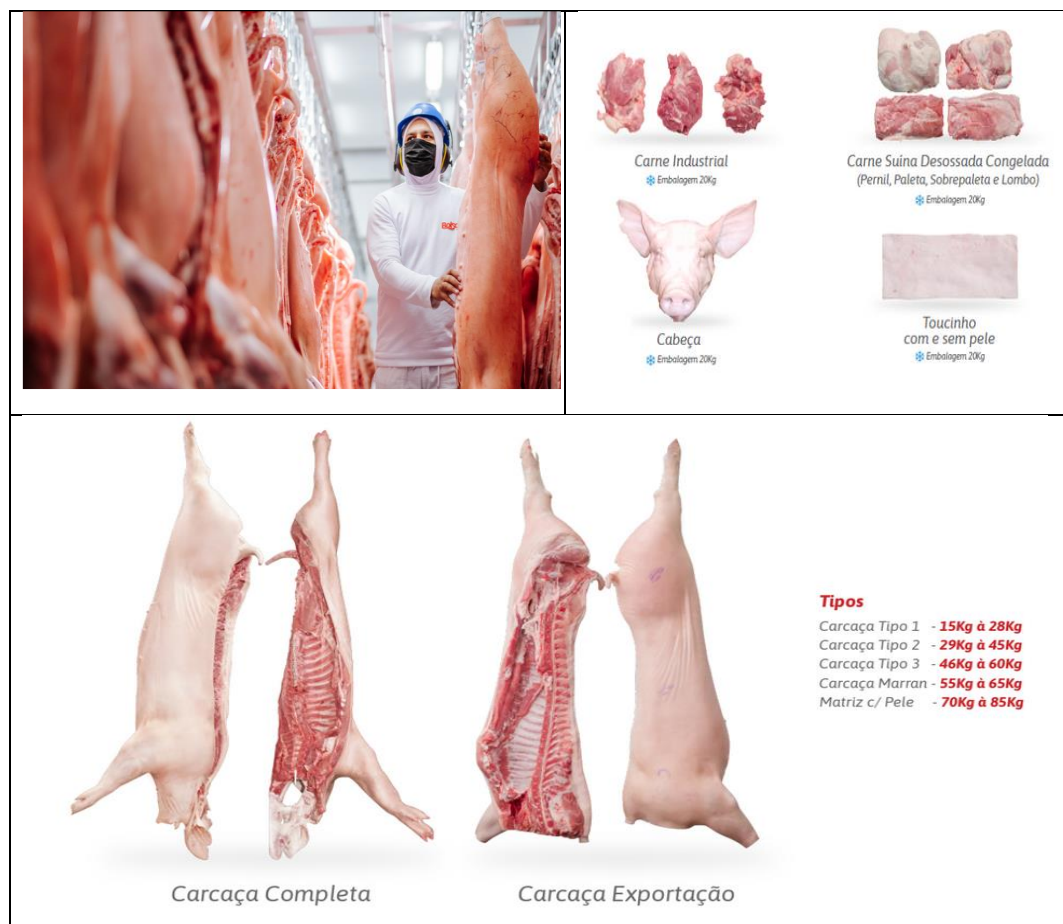 Carne Industrial
Embalagem 20Kg
Carne Suína Desossada Congelada
(Pernil, Paleta, Sobrepaleta e Lombo)
Embalagem 20Kg
Cabeça
Embalagem 20Kg
Toucinho
com e sem pele
Embalagem 20Kg
Tipos
Carcaça Tipo 1 - 15Kg à 28Kg
Carcaça Tipo 2 - 29Kg à 45Kg
Carcaça Tipo 3 - 46Kg à 60Kg
Carcaça Marran - 55Kg à 65Kg
Matriz c/ Pele - 70Kg à 85Kg
Carcaça Completa
Carcaça Exportação